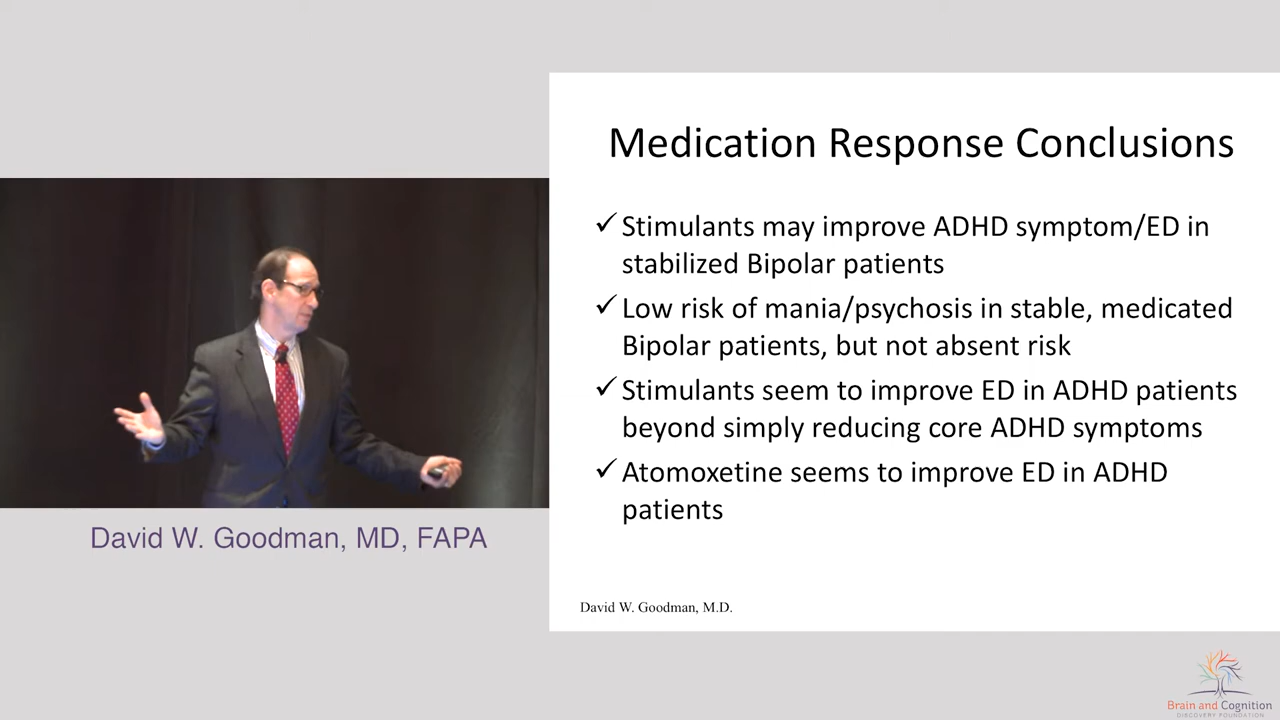 Medication Response Conclusions
✓ Stimulants may improve ADHD symptom/ED in
stabilized Bipolar patients
✓ Low risk of mania/psychosis in stable, medicated
Bipolar patients, but not absent risk
✓ Stimulants seem to improve ED in ADHD patients
beyond simply reducing core ADHD symptoms
✓ Atomoxetine seems to improve ED in ADHD
patients
David W. Goodman, MD, FAPA
David W. Goodman, M.D.
Brain and Cognition
DISCOVERY FOUNDATION